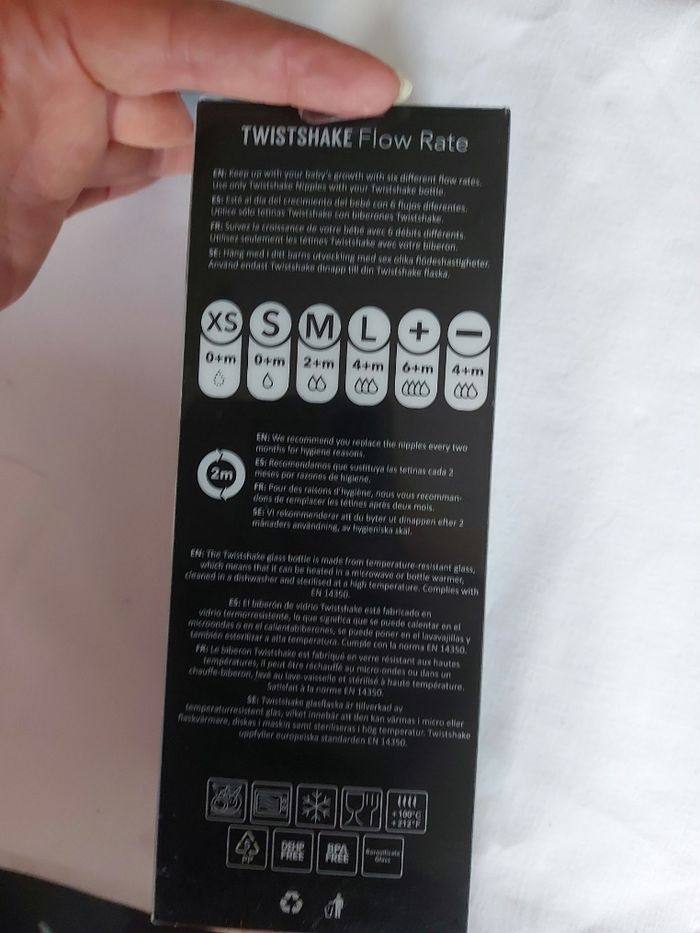 TWISTSHAKE Flow Rate
EN: Keep up with your baby's growth with six different flow rates.
Use only Twistshake Nipples with your Twistshake bottle.
ES: Esté al día del crecimiento del bebé con 6 flujos diferentes.
Utilice sólo tetinas Twistshake con biberones Twistshake.
FR: Suivez la croissance de votre bébé avec 6 débits différents.
Utilisez seulement les tétines Twistshake avec votre biberon.
SE: Häng med i ditt barns utveckling med sex olika flödeshastigheter.
Använd endast Twistshake dinapp till din Twistshake flaska.
XS S M L + −
0+m 0+m 2+m 4+m 6+m 4+m
EN: We recommend you replace the nipples every two
months for hygiene reasons.
2m
ES: Recomendamos que sustituya las tetinas cada 2
meses por razones de higiene.
FR: Pour des raisons d'hygiène, nous vous recomman-
dons de remplacer les tétines après deux mois.
SE: Vi rekommenderar att du byter ut dinappen efter 2
månaders användning, av hygieniska skäl.
EN: The Twistshake glass bottle is made from temperature-resistant glass,
which means that it can be heated in a microwave or bottle warmer,
cleaned in a dishwasher and sterilised at a high temperature. Complies with
EN 14350.
ES: El biberón de vidrio Twistshake está fabricado en
vidrio termorresistente, lo que significa que se puede calentar en el
microondas o en el calientabiberones, se puede poner en el lavavajillas y
también esterilizar a alta temperatura. Cumple con la norma EN 14350.
FR: Le biberon Twistshake est fabriqué en verre résistant aux hautes
températures, il peut être réchauffé au micro-ondes ou dans un
chauffe-biberon, lavé au lave-vaisselle et stérilisé à haute température.
Satisfait à la norme EN 14350.
SE: Twistshake glasflaska är tillverkad av
temperaturresistent glas, vilket innebär att den kan värmas i micro eller
flaskvärmare, diskas i maskin samt steriliseras i hög temperatur. Twistshake
uppfyller europeiska standarden EN 14350.
+100°C
+212°F
5
PP
DEHP
FREE
BPA
FREE
Borosilicate
Glass